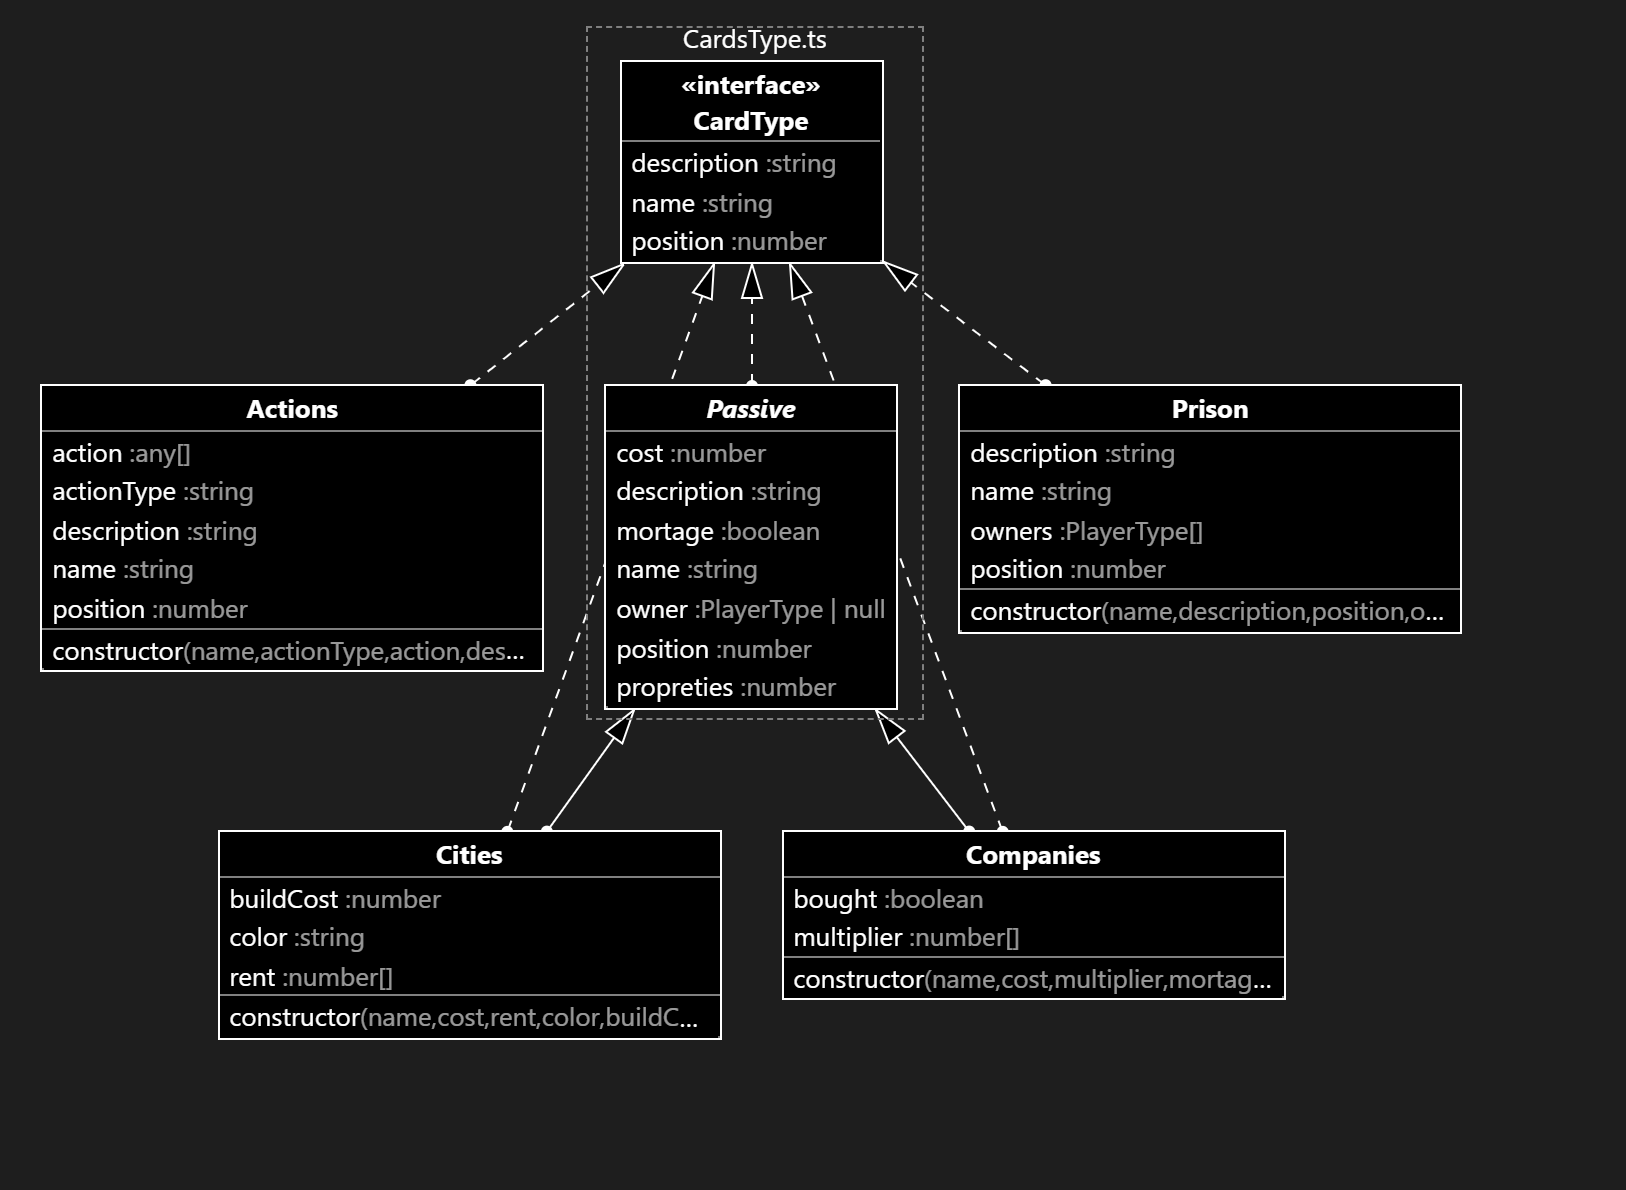 CardsType.ts
«interface»
CardType
description :string
name :string
position :number
Actions
action :any[]
actionType :string
description :string
name :string
position :number
constructor(name,actionType,action,des...
Passive
cost :number
description :string
mortage :boolean
name :string
owner :PlayerType | null
position :number
propreties :number
Prison
description :string
name :string
owners :PlayerType[]
position :number
constructor(name,description,position,o...
Cities
buildCost :number
color :string
rent :number[]
constructor(name,cost,rent,color,buildC...
Companies
bought :boolean
multiplier :number[]
constructor(name,cost,multiplier,mortag...